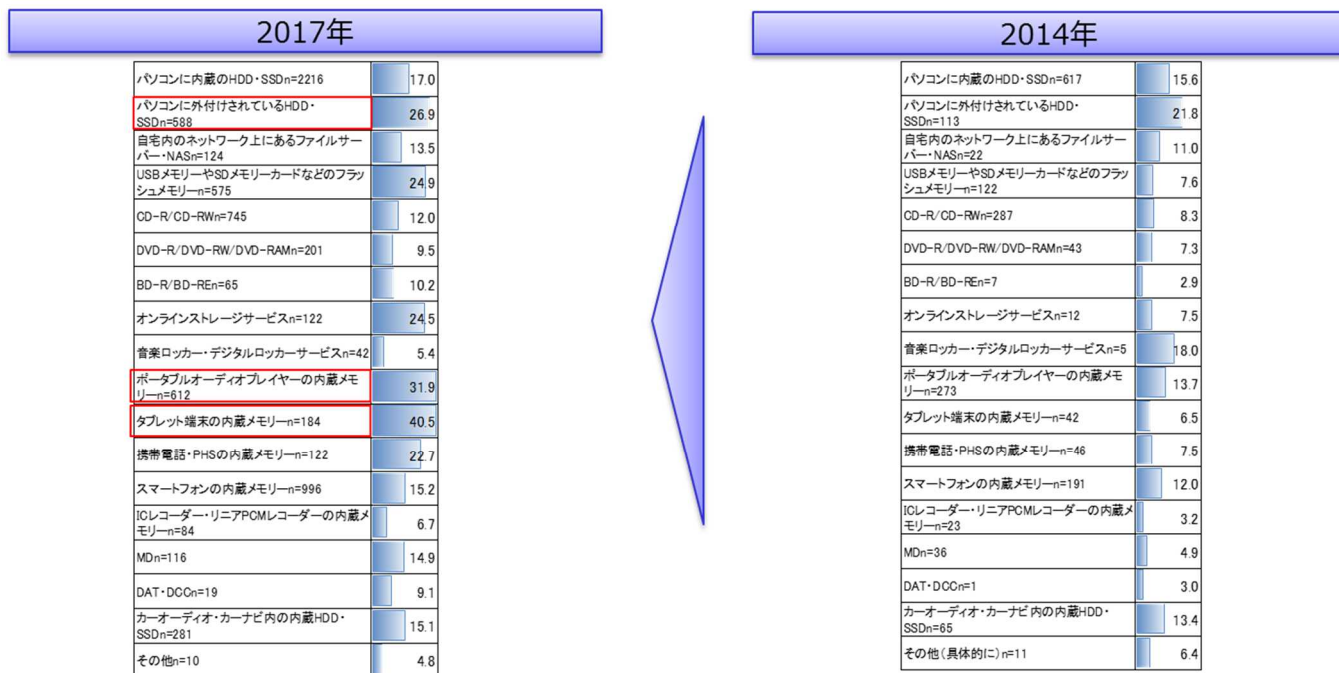 2017年
パソコンに内蔵のHDD・SSDn=2216 17.0
パソコンに外付けされているHDD・
SSDn=588 26.9
自宅内のネットワーク上にあるファイルサー
バー・NASn=124 13.5
USBメモリーやSDメモリーカードなどのフラッ
シュメモリーn=575 24.9
CD-R/CD-RWn=745 12.0
DVD-R/DVD-RW/DVD-RAMn=201 9.5
BD-R/BD-REn=65 10.2
オンラインストレージサービスn=122 24.5
音楽ロッカー・デジタルロッカーサービスn=42 5.4
ポータブルオーディオプレイヤーの内蔵メモ
リーn=612 31.9
タブレット端末の内蔵メモリーn=184 40.5
携帯電話・PHSの内蔵メモリーn=122 22.7
スマートフォンの内蔵メモリーn=996 15.2
ICレコーダー・リニアPCMレコーダーの内蔵メ
モリーn=84 6.7
MDn=116 14.9
DAT・DCCn=19 9.1
カーオーディオ・カーナビ内の内蔵HDD・
SSDn=281 15.1
その他n=10 4.8
2014年
パソコンに内蔵のHDD・SSDn=617 15.6
パソコンに外付けされているHDD・
SSDn=113 21.8
自宅内のネットワーク上にあるファイルサー
バー・NASn=22 11.0
USBメモリーやSDメモリーカードなどのフラッ
シュメモリーn=122 7.6
CD-R/CD-RWn=287 8.3
DVD-R/DVD-RW/DVD-RAMn=43 7.3
BD-R/BD-REn=7 2.9
オンラインストレージサービスn=12 7.5
音楽ロッカー・デジタルロッカーサービスn=5 18.0
ポータブルオーディオプレイヤーの内蔵メモ
リーn=273 13.7
タブレット端末の内蔵メモリーn=42 6.5
携帯電話・PHSの内蔵メモリーn=46 7.5
スマートフォンの内蔵メモリーn=191 12.0
ICレコーダー・リニアPCMレコーダーの内蔵メ
モリーn=23 3.2
MDn=36 4.9
DAT・DCCn=1 3.0
カーオーディオ・カーナビ内の内蔵HDD・
SSDn=65 13.4
その他(具体的に)n=11 6.4